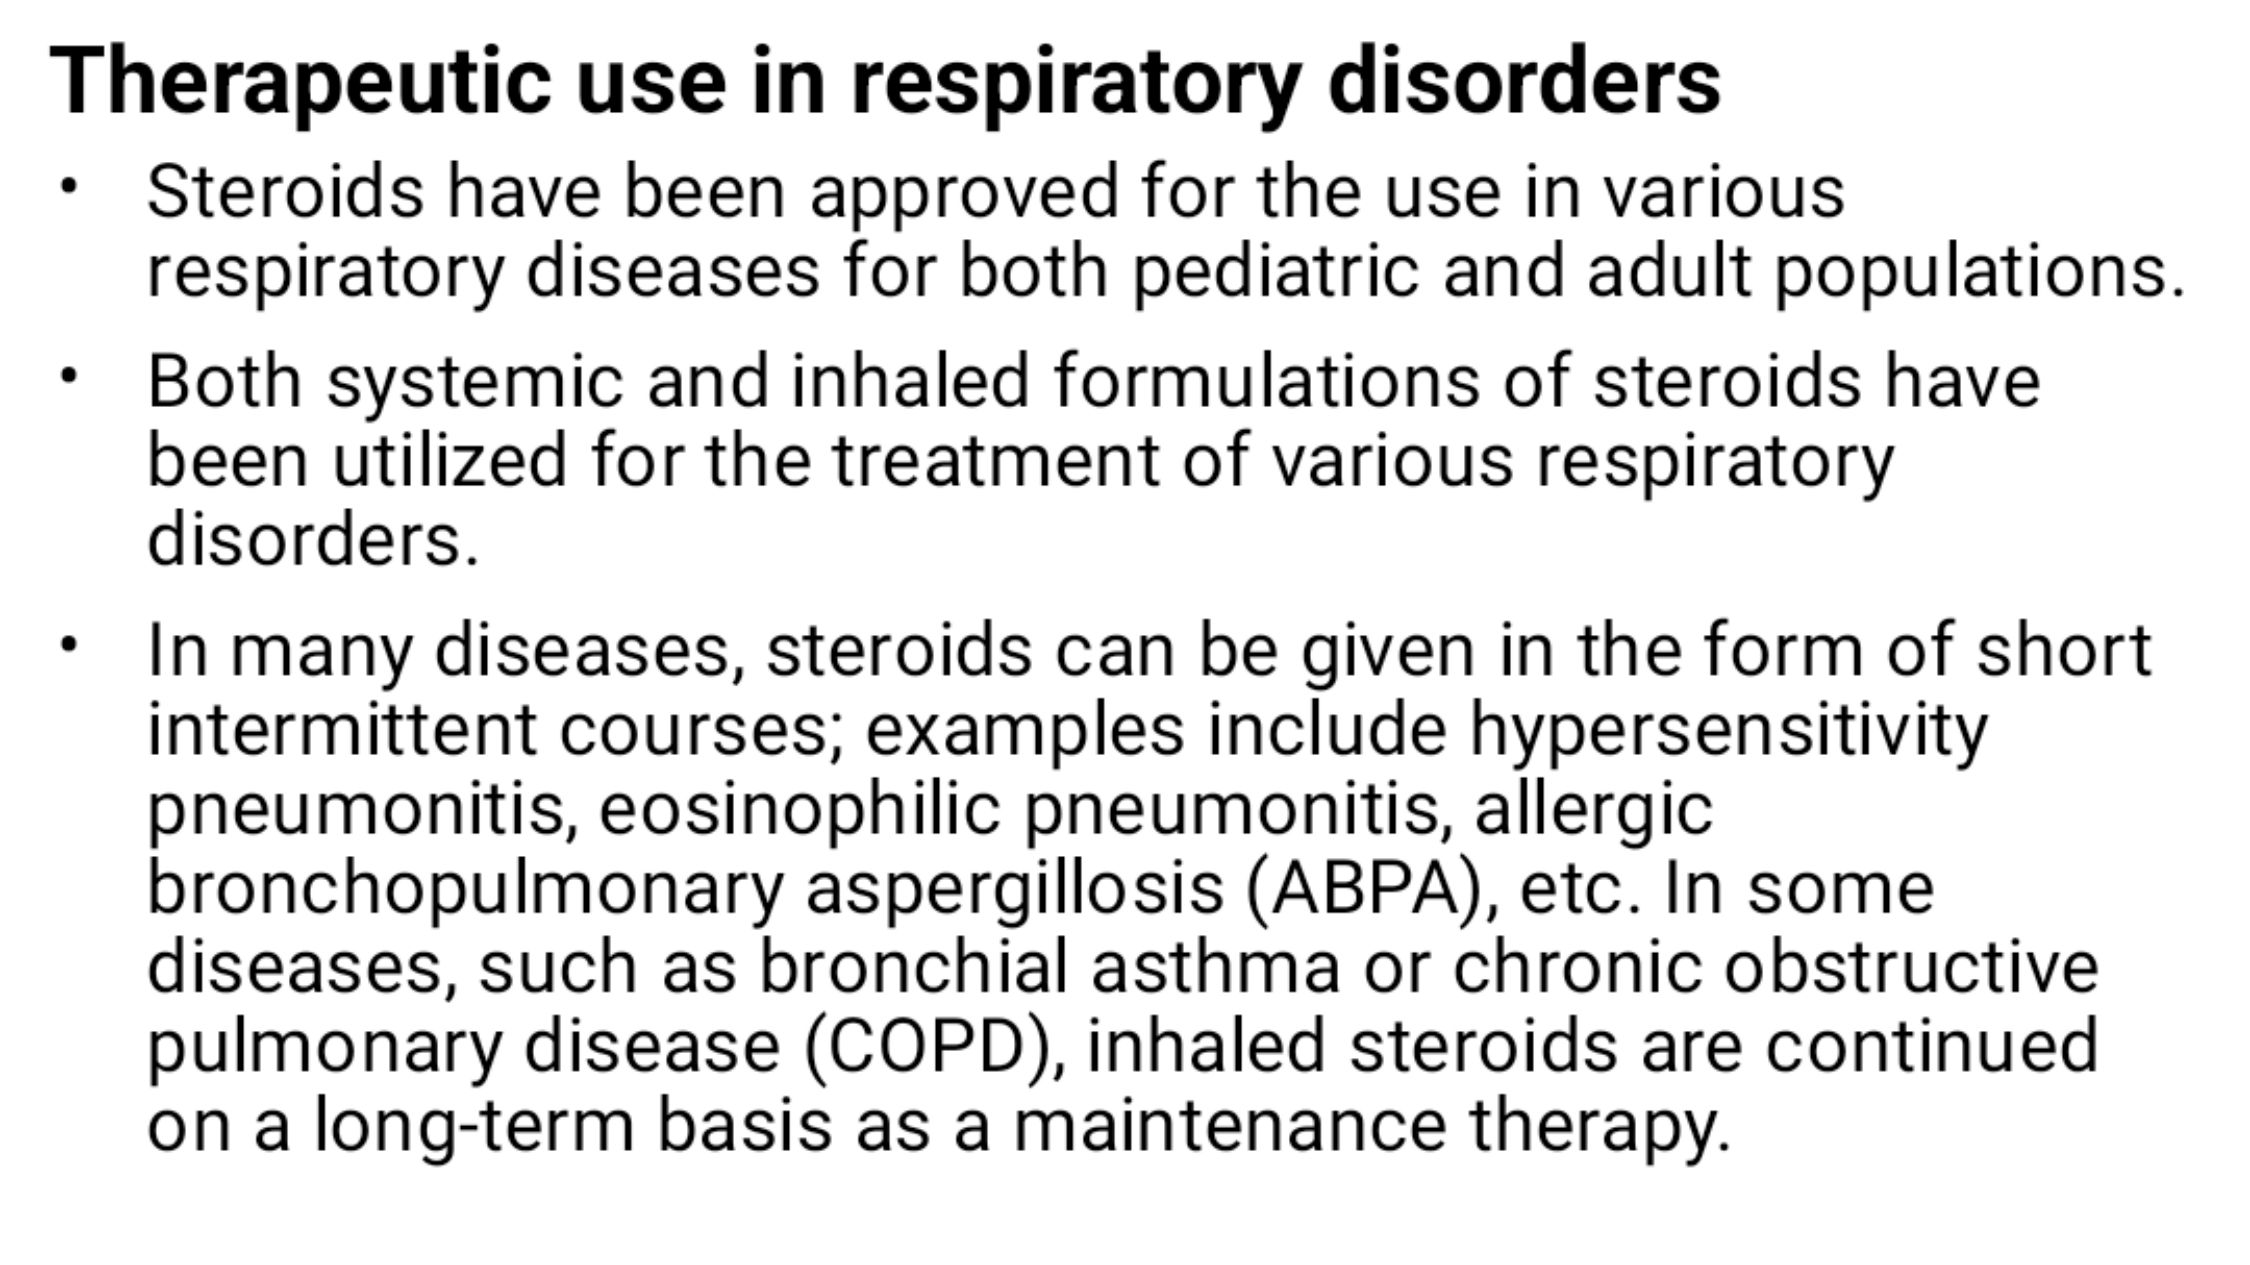 Therapeutic use in respiratory disorders
• Steroids have been approved for the use in various
respiratory diseases for both pediatric and adult populations.
• Both systemic and inhaled formulations of steroids have
been utilized for the treatment of various respiratory
disorders.
• In many diseases, steroids can be given in the form of short
intermittent courses; examples include hypersensitivity
pneumonitis, eosinophilic pneumonitis, allergic
bronchopulmonary aspergillosis (ABPA), etc. In some
diseases, such as bronchial asthma or chronic obstructive
pulmonary disease (COPD), inhaled steroids are continued
on a long-term basis as a maintenance therapy.